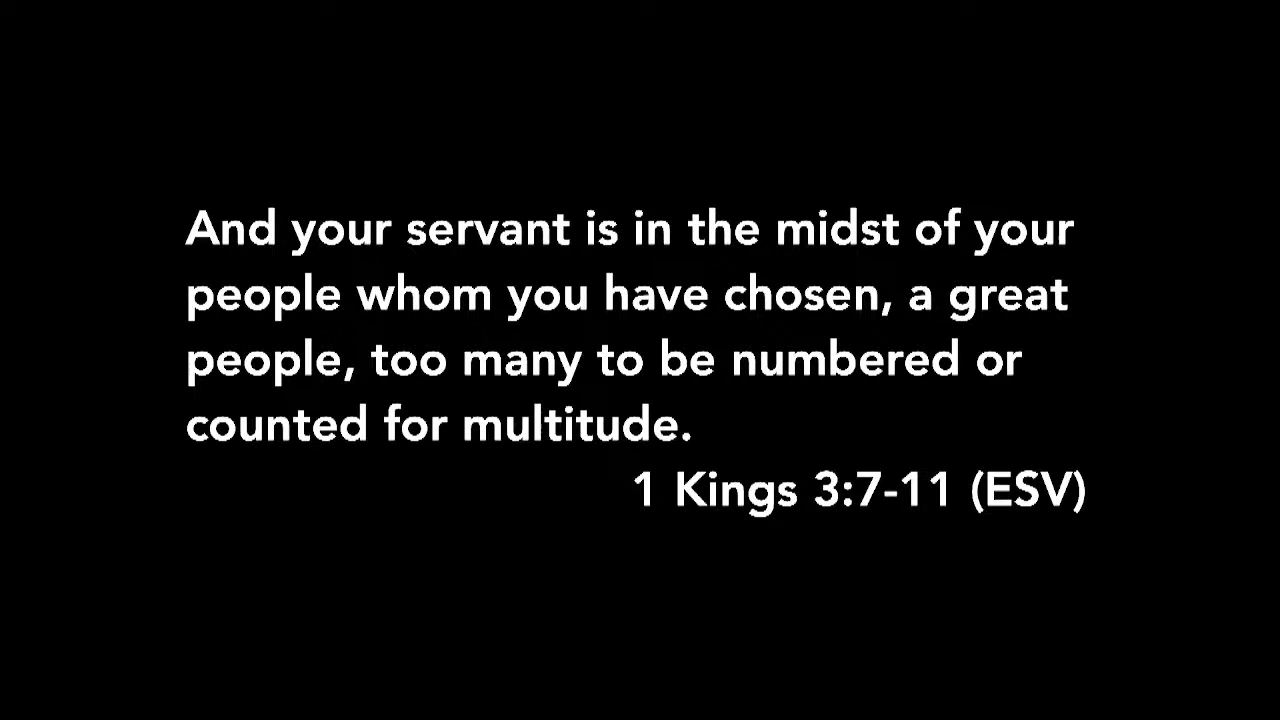 And your servant is in the midst of your
people whom you have chosen, a great
people, too many to be numbered or
counted for multitude.
1 Kings 3:7-11 (ESV)